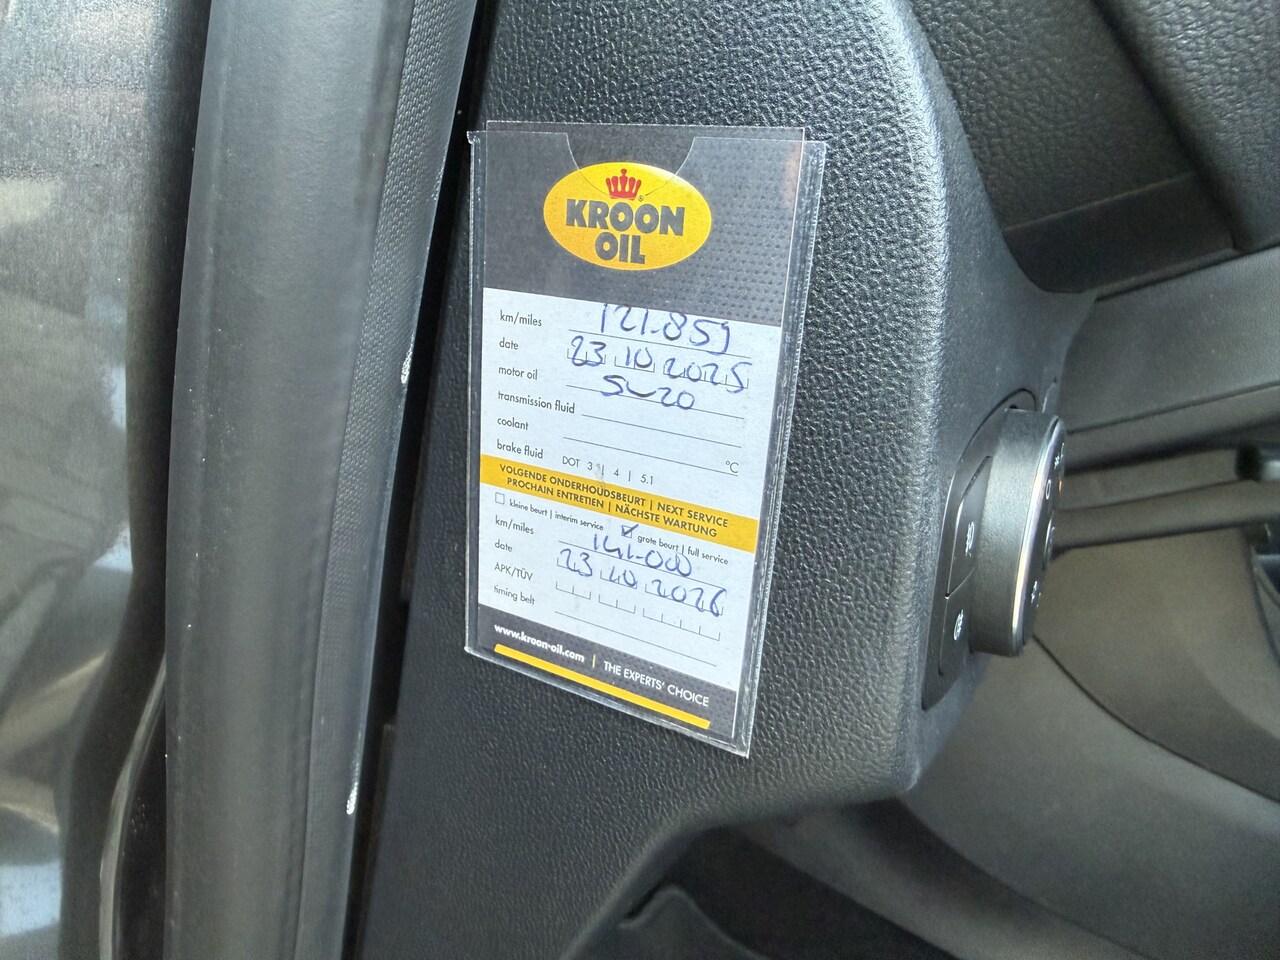 KROON
OIL
km/miles 121.859
date 23 10 2025
motor oil 5W20
transmission fluid
coolant °C
brake fluid DOT 3 | 4 | 5.1
VOLGENDE ONDERHOUDSBEURT | NEXT SERVICE
PROCHAIN ENTRETIEN | NÄCHSTE WARTUNG
kleine beurt | interim service grote beurt | full service
km/miles 141.000
date 23 10 2026
APK/TÜV
timing belt
www.kroon-oil.com | THE EXPERTS' CHOICE